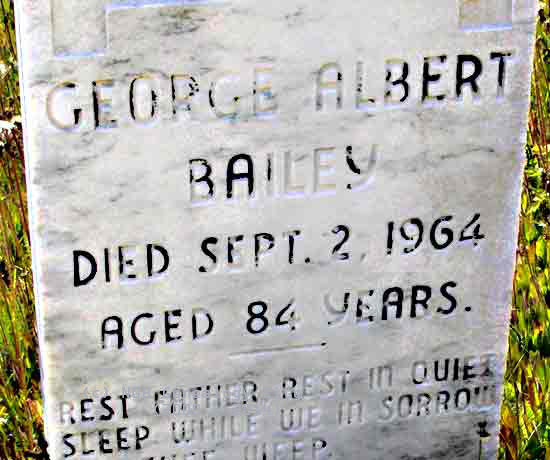 GEORGE ALBERT
BAILEY
DIED SEPT. 2, 1964
AGED 84 YEARS.
REST FATHER, REST IN QUIET
SLEEP, WHILE WE IN SORROW
WEEP.